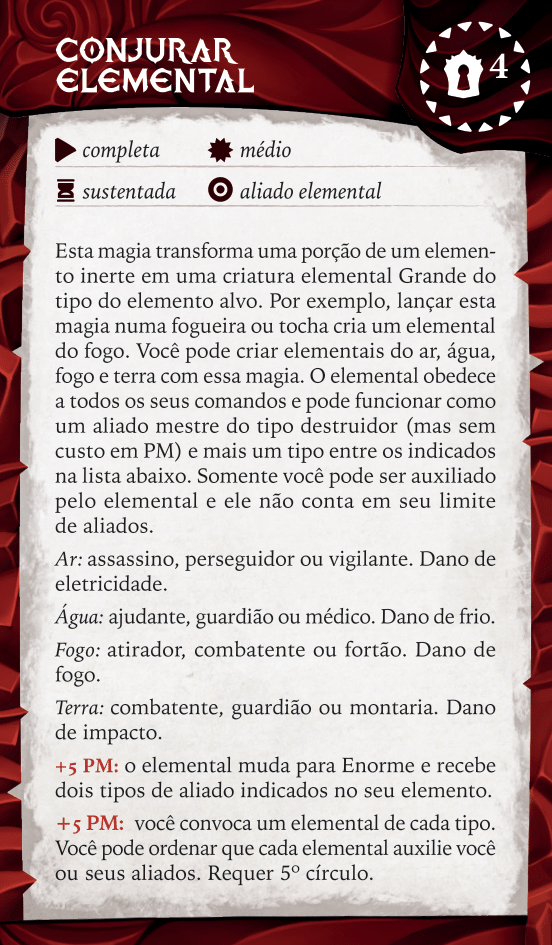 CONJURAR
ELEMENTAL
4
completa médio
sustentada aliado elemental
Esta magia transforma uma porção de um elemen-
to inerte em uma criatura elemental Grande do
tipo do elemento alvo. Por exemplo, lançar esta
magia numa fogueira ou tocha cria um elemental
do fogo. Você pode criar elementais do ar, água,
fogo e terra com essa magia. O elemental obedece
a todos os seus comandos e pode funcionar como
um aliado mestre do tipo destruidor (mas sem
custo em PM) e mais um tipo entre os indicados
na lista abaixo. Somente você pode ser auxiliado
pelo elemental e ele não conta em seu limite
de aliados.
Ar: assassino, perseguidor ou vigilante. Dano de
eletricidade.
Água: ajudante, guardião ou médico. Dano de frio.
Fogo: atirador, combatente ou fortão. Dano de
fogo.
Terra: combatente, guardião ou montaria. Dano
de impacto.
+5 PM: o elemental muda para Enorme e recebe
dois tipos de aliado indicados no seu elemento.
+5 PM: você convoca um elemental de cada tipo.
Você pode ordenar que cada elemental auxilie você
ou seus aliados. Requer 5º círculo.